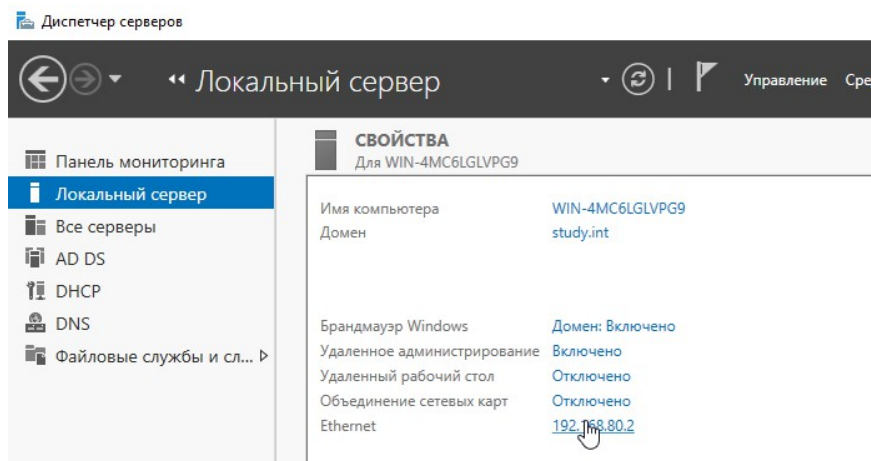 Диспетчер серверов
Локальный сервер
Управление Сре
Панель мониторинга
Локальный сервер
Все серверы
AD DS
DHCP
DNS
Файловые службы и сл...
СВОЙСТВА
Для WIN-4MC6LGLVPG9
Имя компьютера WIN-4MC6LGLVPG9
Домен study.int
Брандмауэр Windows Домен: Включено
Удаленное администрирование Включено
Удаленный рабочий стол Отключено
Объединение сетевых карт Отключено
Ethernet 192.168.80.2